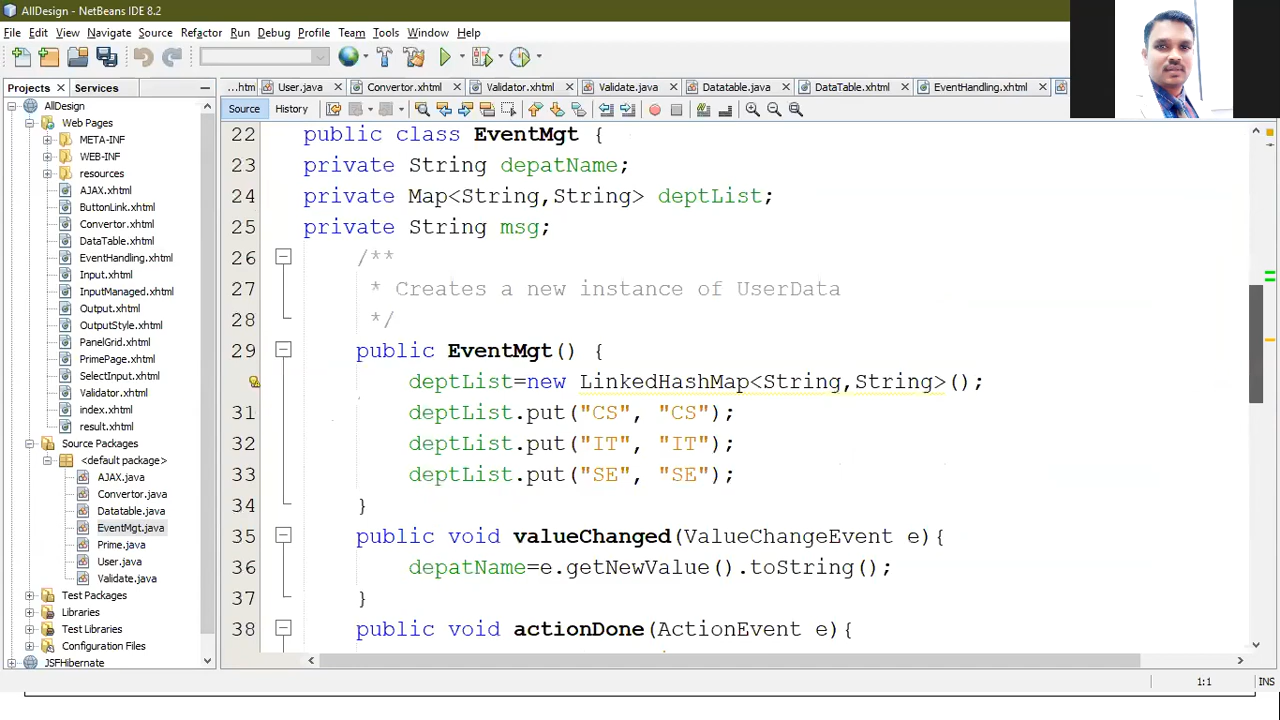 AllDesign - NetBeans IDE 8.2
File Edit View Navigate Source Refactor Run Debug Profile Team Tools Window Help
Projects Services
...htm User.java Convertor.xhtml Validator.xhtml Validate.java Datatable.java DataTable.xhtml EventHandling.xhtml
Source History
AllDesign
Web Pages
META-INF
WEB-INF
resources
AJAX.xhtml
ButtonLink.xhtml
Convertor.xhtml
DataTable.xhtml
EventHandling.xhtml
Input.xhtml
InputManaged.xhtml
Output.xhtml
OutputStyle.xhtml
PanelGrid.xhtml
PrimePage.xhtml
SelectInput.xhtml
Validator.xhtml
index.xhtml
result.xhtml
Source Packages
<default package>
AJAX.java
Convertor.java
Datatable.java
EventMgt.java
Prime.java
User.java
Validate.java
Test Packages
Libraries
Test Libraries
Configuration Files
JSFHibernate
22 public class EventMgt {
23 private String depatName;
24 private Map<String,String> deptList;
25 private String msg;
26 /**
27 * Creates a new instance of UserData
28 */
29 public EventMgt() {
deptList=new LinkedHashMap<String,String>();
31 deptList.put("CS", "CS");
32 deptList.put("IT", "IT");
33 deptList.put("SE", "SE");
34 }
35 public void valueChanged(ValueChangeEvent e){
36 depatName=e.getNewValue().toString();
37 }
38 public void actionDone(ActionEvent e){
1:1 INS